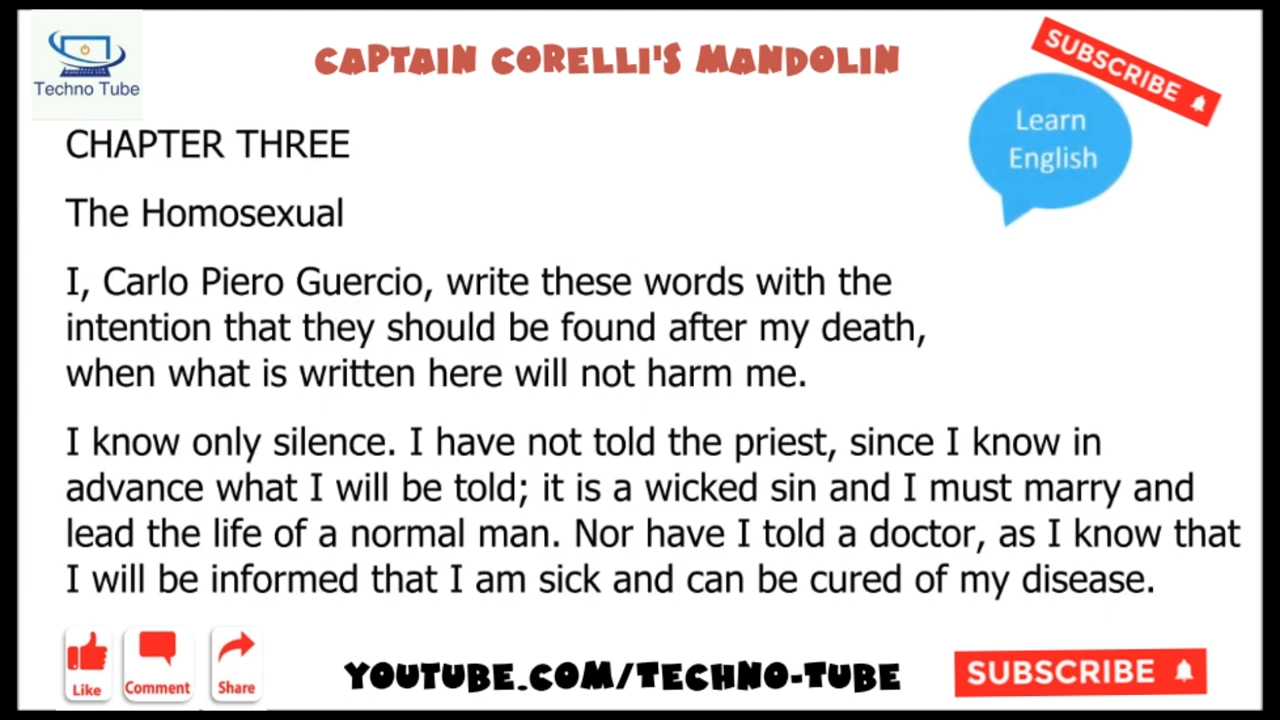 Techno Tube
CAPTAIN CORELLI'S MANDOLIN
SUBSCRIBE
Learn
English
CHAPTER THREE
The Homosexual
I, Carlo Piero Guercio, write these words with the
intention that they should be found after my death,
when what is written here will not harm me.
I know only silence. I have not told the priest, since I know in
advance what I will be told; it is a wicked sin and I must marry and
lead the life of a normal man. Nor have I told a doctor, as I know that
I will be informed that I am sick and can be cured of my disease.
Like
Comment
Share
YOUTUBE.COM/TECHNO-TUBE
SUBSCRIBE